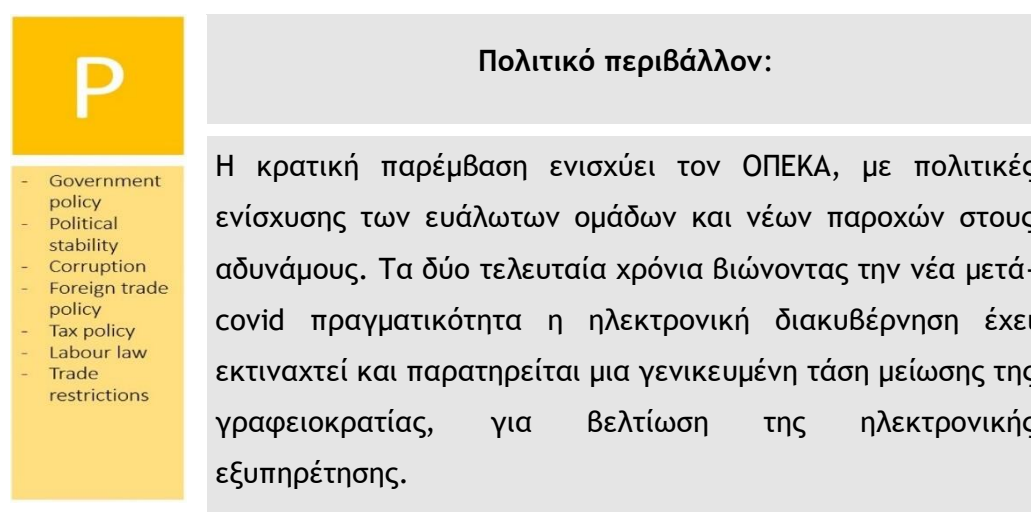 P
- Government
policy
- Political
stability
- Corruption
- Foreign trade
policy
- Tax policy
- Labour law
- Trade
restrictions
Πολιτικό περιβάλλον:
Η κρατική παρέμβαση ενισχύει τον ΟΠΕΚΑ, με πολιτικές
ενίσχυσης των ευάλωτων ομάδων και νέων παροχών στους
αδυνάμους. Τα δύο τελευταία χρόνια βιώνοντας την νέα μετά-
covid πραγματικότητα η ηλεκτρονική διακυβέρνηση έχει
εκτιναχτεί και παρατηρείται μια γενικευμένη τάση μείωσης της
γραφειοκρατίας, για βελτίωση της ηλεκτρονικής
εξυπηρέτησης.